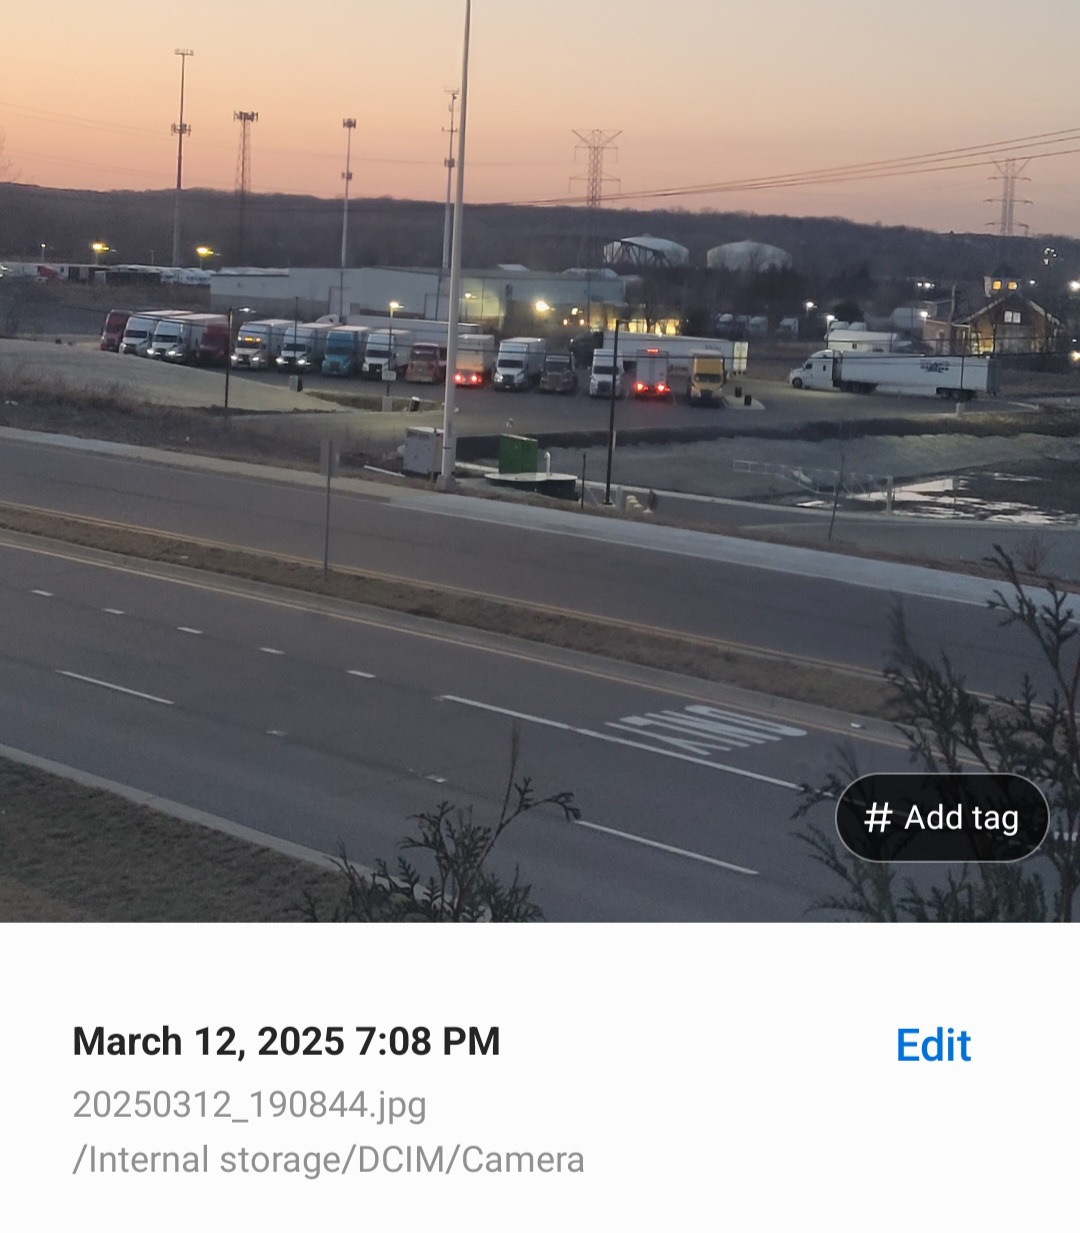 ONLY
# Add tag
March 12, 2025 7:08 PM
Edit
20250312_190844.jpg
/Internal storage/DCIM/Camera